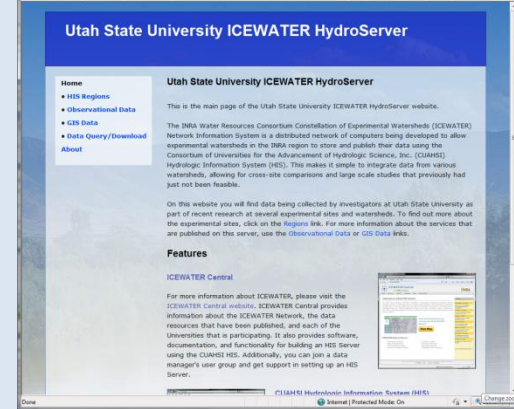 Utah State University ICEWATER HydroServer
Home
• HIS Regions
• Observational Data
• GIS Data
• Data Query/Download
About
Utah State University ICEWATER HydroServer
This is the main page of the Utah State University ICEWATER HydroServer website.
The INRA Water Resources Consortium Constellation of Experimental Watersheds (ICEWATER)
Network Information System is a distributed network of computers being developed to allow
experimental watersheds in the INRA region to store and publish their data using the
Consortium of Universities for the Advancement of Hydrologic Science, Inc. (CUAHSI)
Hydrologic Information System (HIS). This makes it simple to integrate data from various
watersheds, allowing for cross-site comparisons and large scale studies that previously had
just not been feasible.
On this website you will find data being collected by investigators at Utah State University as
part of recent research at several experimental sites and watersheds. To find out more about
the experimental sites, click on the Regions link. For more information about the services that
are published on this server, use the Observational Data or GIS Data links.
Features
ICEWATER Central
For more information about ICEWATER, please visit the
ICEWATER Central website. ICEWATER Central provides
information about the ICEWATER Network, the data
resources that have been published, and each of the
Universities that is participating. It also provides software,
documentation, and functionality for building an HIS Server
using the CUAHSI HIS. Additionally, you can join a data
manager's user group and get support in setting up an HIS
Server.
CUAHSI Hydrologic Information System (HIS)
Done
Internet | Protected Mode: On
Change zoo